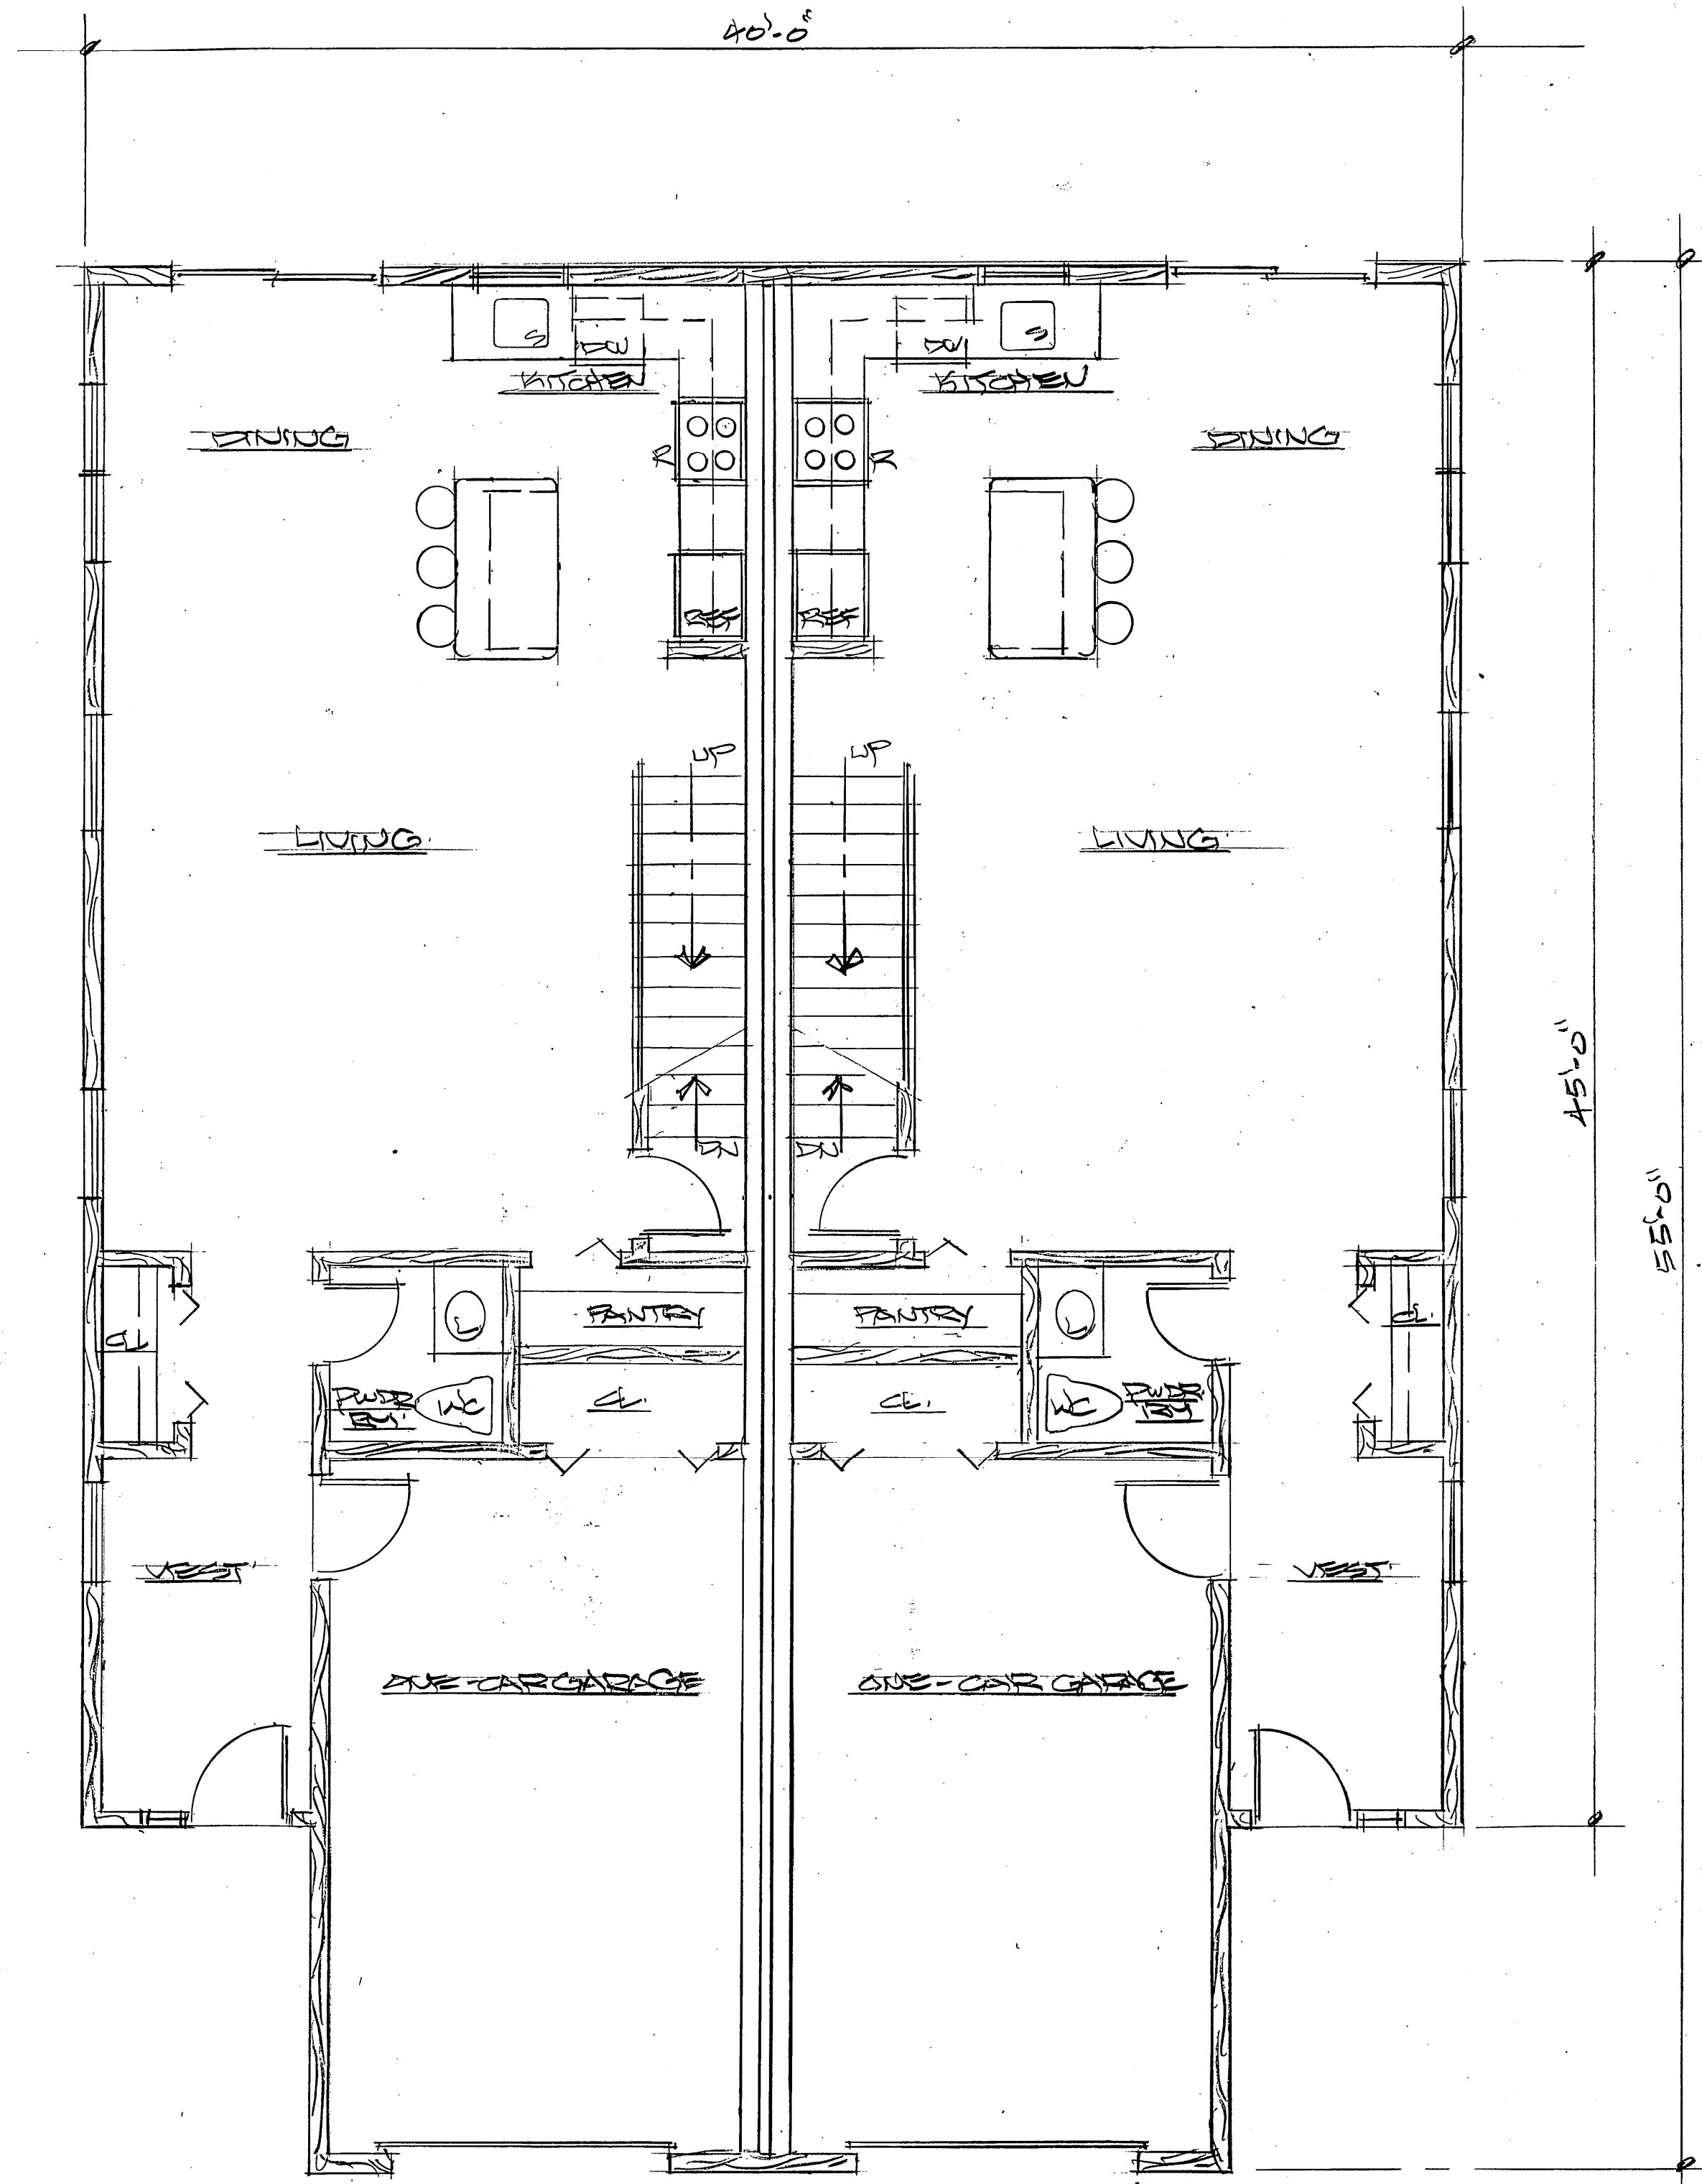 40'-0"
S
S
DW
DW
KITCHEN
KITCHEN
DINING
DINING
R
R
REF
REF
UP
UP
LIVING
LIVING
45'-0"
DN
DN
55'-0"
PANTRY
PANTRY
CL
CL.
L
L
PWDR
RM.
WC
CL.
CL.
WC
PWDR.
RM
VEST.
VEST.
ONE-CAR GARAGE
ONE-CAR GARAGE